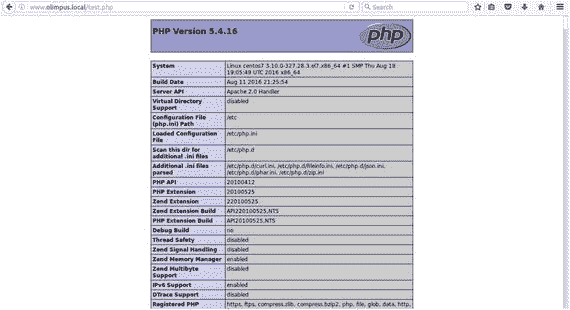 www.olimpus.local/test.php
Search
PHP Version 5.4.16
php
System
Linux centos7 3.10.0-327.28.3.el7.x86_64 #1 SMP Thu Aug 18
19:05:49 UTC 2016 x86_64
Build Date
Aug 11 2016 21:25:54
Server API
Apache 2.0 Handler
Virtual Directory
Support
disabled
Configuration File
(php.ini) Path
/etc
Loaded Configuration
File
/etc/php.ini
Scan this dir for
additional .ini files
/etc/php.d
Additional .ini files
parsed
/etc/php.d/curl.ini, /etc/php.d/fileinfo.ini, /etc/php.d/json.ini,
/etc/php.d/phar.ini, /etc/php.d/zip.ini
PHP API
20100412
PHP Extension
20100525
Zend Extension
220100525
Zend Extension Build
API220100525,NTS
PHP Extension Build
API20100525,NTS
Debug Build
no
Thread Safety
disabled
Zend Signal Handling
disabled
Zend Memory Manager
enabled
Zend Multibyte
Support
disabled
IPv6 Support
enabled
DTrace Support
disabled
Registered PHP
https, ftps, compress.zlib, compress.bzip2, php, file, glob, data, http,